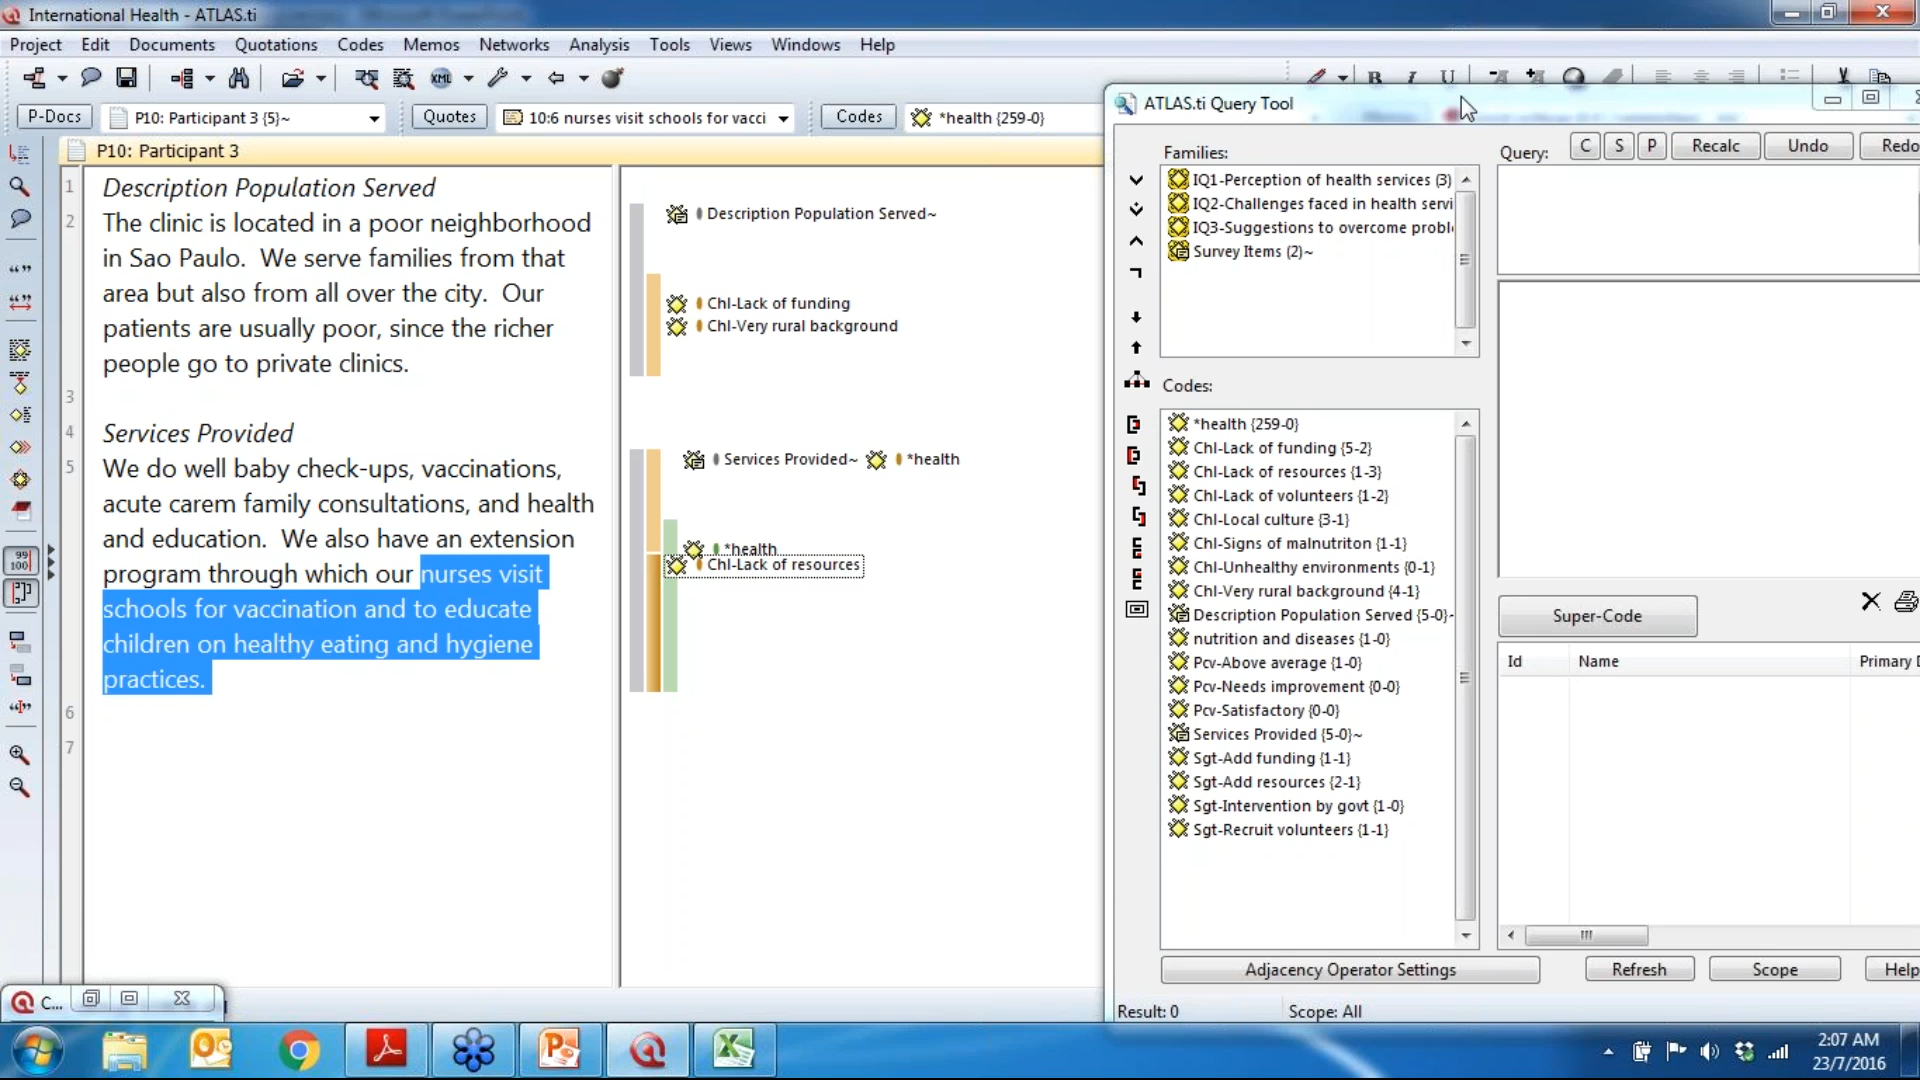 International Health - ATLAS.ti
Project Edit Documents Quotations Codes Memos Networks Analysis Tools Views Windows Help
P-Docs P10: Participant 3 {5}~ Quotes 10:6 nurses visit schools for vacci Codes *health {259-0}
P10: Participant 3
1 Description Population Served
2 The clinic is located in a poor neighborhood
in Sao Paulo. We serve families from that
area but also from all over the city. Our
patients are usually poor, since the richer
people go to private clinics.
3
4 Services Provided
5 We do well baby check-ups, vaccinations,
acute carem family consultations, and health
and education. We also have an extension
program through which our nurses visit
schools for vaccination and to educate
children on healthy eating and hygiene
practices.
6
7
Description Population Served~
Chl-Lack of funding
Chl-Very rural background
Services Provided~ *health
*health
Chl-Lack of resources
ATLAS.ti Query Tool
Families:
IQ1-Perception of health services (3)
IQ2-Challenges faced in health servi
IQ3-Suggestions to overcome probl
Survey Items (2)~
Codes:
*health {259-0}
Chl-Lack of funding {5-2}
Chl-Lack of resources {1-3}
Chl-Lack of volunteers {1-2}
Chl-Local culture {3-1}
Chl-Signs of malnutriton {1-1}
Chl-Unhealthy environments {0-1}
Chl-Very rural background {4-1}
Description Population Served {5-0}~
nutrition and diseases {1-0}
Pcv-Above average {1-0}
Pcv-Needs improvement {0-0}
Pcv-Satisfactory {0-0}
Services Provided {5-0}~
Sgt-Add funding {1-1}
Sgt-Add resources {2-1}
Sgt-Intervention by govt {1-0}
Sgt-Recruit volunteers {1-1}
Adjacency Operator Settings
Query: C S P Recalc Undo Redo
Super-Code
Id Name Primary D
Refresh Scope Help
Result: 0 Scope: All
C...
2:07 AM
23/7/2016